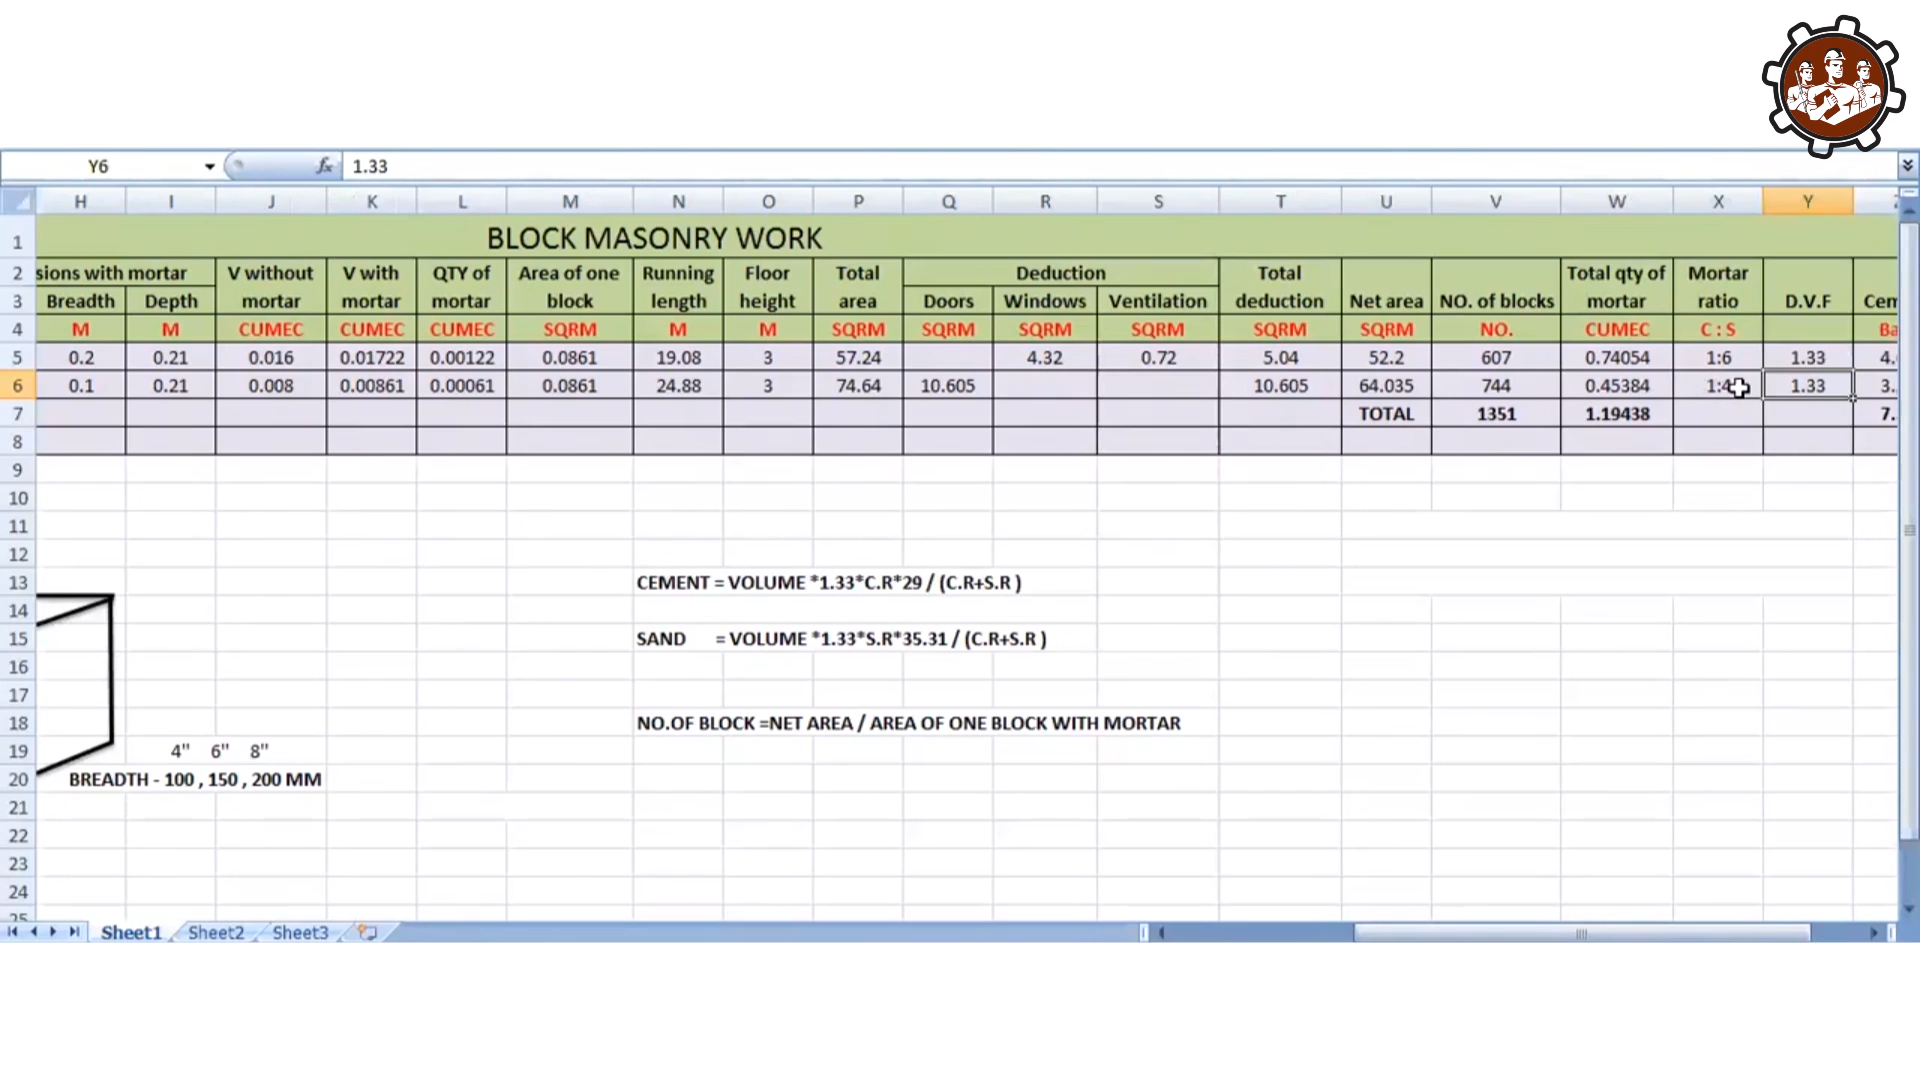 Y6 fx 1.33
H I J K L M N O P Q R S T U V W X Y
1 BLOCK MASONRY WORK
2 sions with mortar V without V with QTY of Area of one Running Floor Total Deduction Total Total qty of Mortar
3 Breadth Depth mortar mortar mortar block length height area Doors Windows Ventilation deduction Net area NO. of blocks mortar ratio D.V.F Cem
4 M M CUMEC CUMEC CUMEC SQRM M M SQRM SQRM SQRM SQRM SQRM SQRM NO. CUMEC C : S Ba
5 0.2 0.21 0.016 0.01722 0.00122 0.0861 19.08 3 57.24 4.32 0.72 5.04 52.2 607 0.74054 1:6 1.33 4.
6 0.1 0.21 0.008 0.00861 0.00061 0.0861 24.88 3 74.64 10.605 10.605 64.035 744 0.45384 1:4 1.33 3.
7 TOTAL 1351 1.19438 7.
8
9
10
11
12
13 CEMENT = VOLUME *1.33*C.R*29 / (C.R+S.R )
14
15 SAND = VOLUME *1.33*S.R*35.31 / (C.R+S.R )
16
17
18 NO.OF BLOCK =NET AREA / AREA OF ONE BLOCK WITH MORTAR
19 4" 6" 8"
20 BREADTH - 100 , 150 , 200 MM
21
22
23
24
25
Sheet1 Sheet2 Sheet3